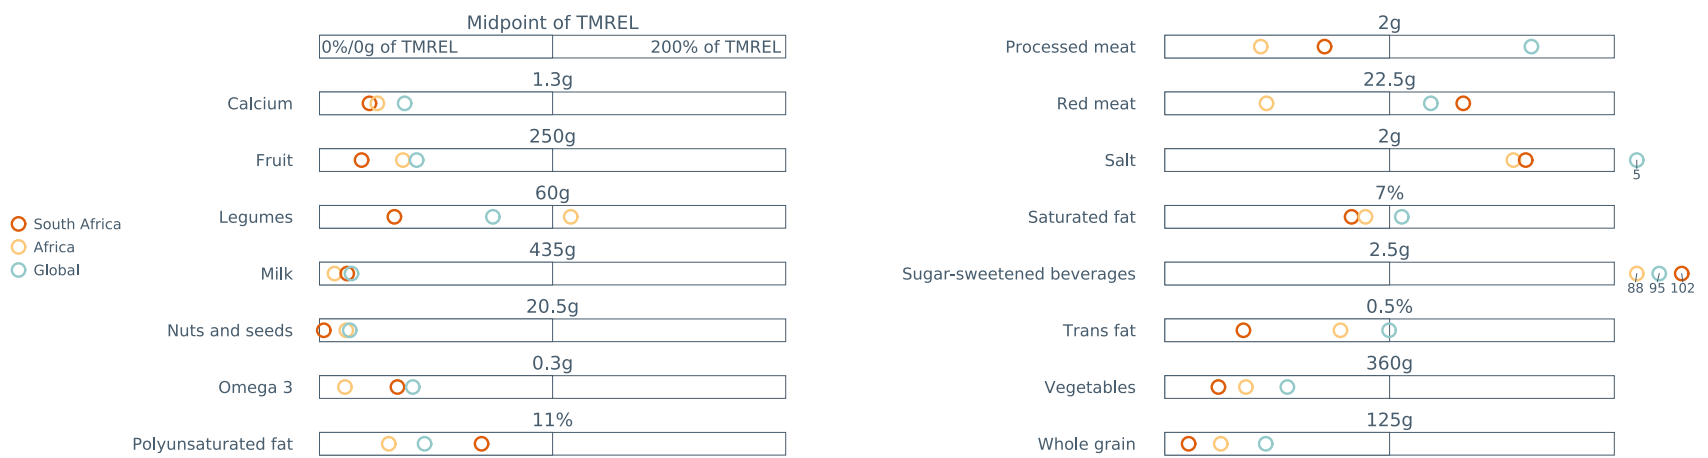 Midpoint of TMREL
0%/0g of TMREL 200% of TMREL
1.3g
Calcium
250g
Fruit
60g
Legumes
435g
Milk
20.5g
Nuts and seeds
0.3g
Omega 3
11%
Polyunsaturated fat
South Africa
Africa
Global
2g
Processed meat
22.5g
Red meat
2g
Salt
5
7%
Saturated fat
2.5g
Sugar-sweetened beverages
88 95 102
0.5%
Trans fat
360g
Vegetables
125g
Whole grain